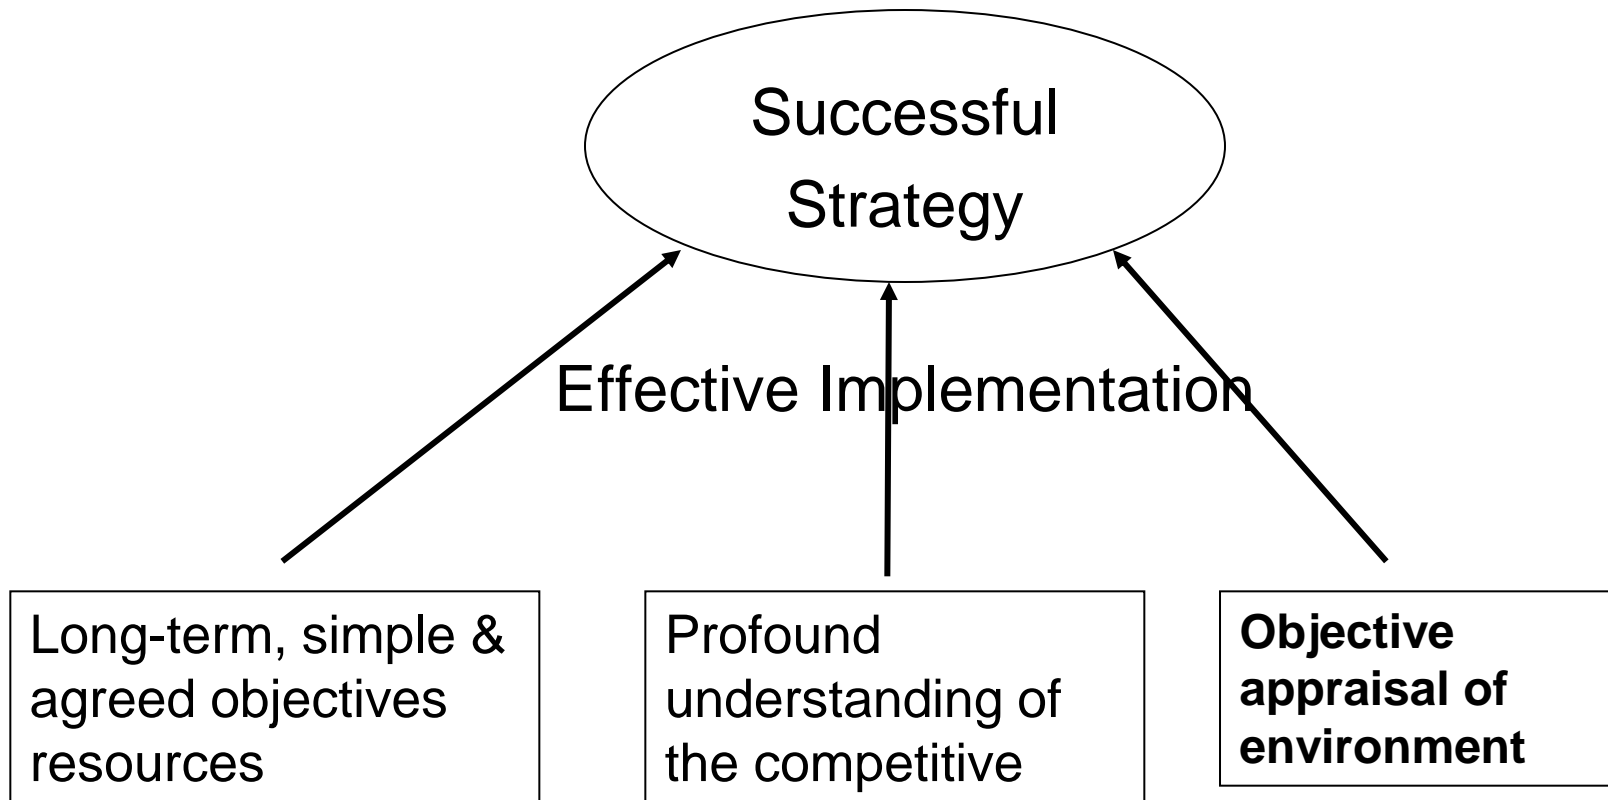 Successful
Strategy
Effective Implementation
Long-term, simple &
agreed objectives
resources
Profound
understanding of
the competitive
Objective
appraisal of
environment